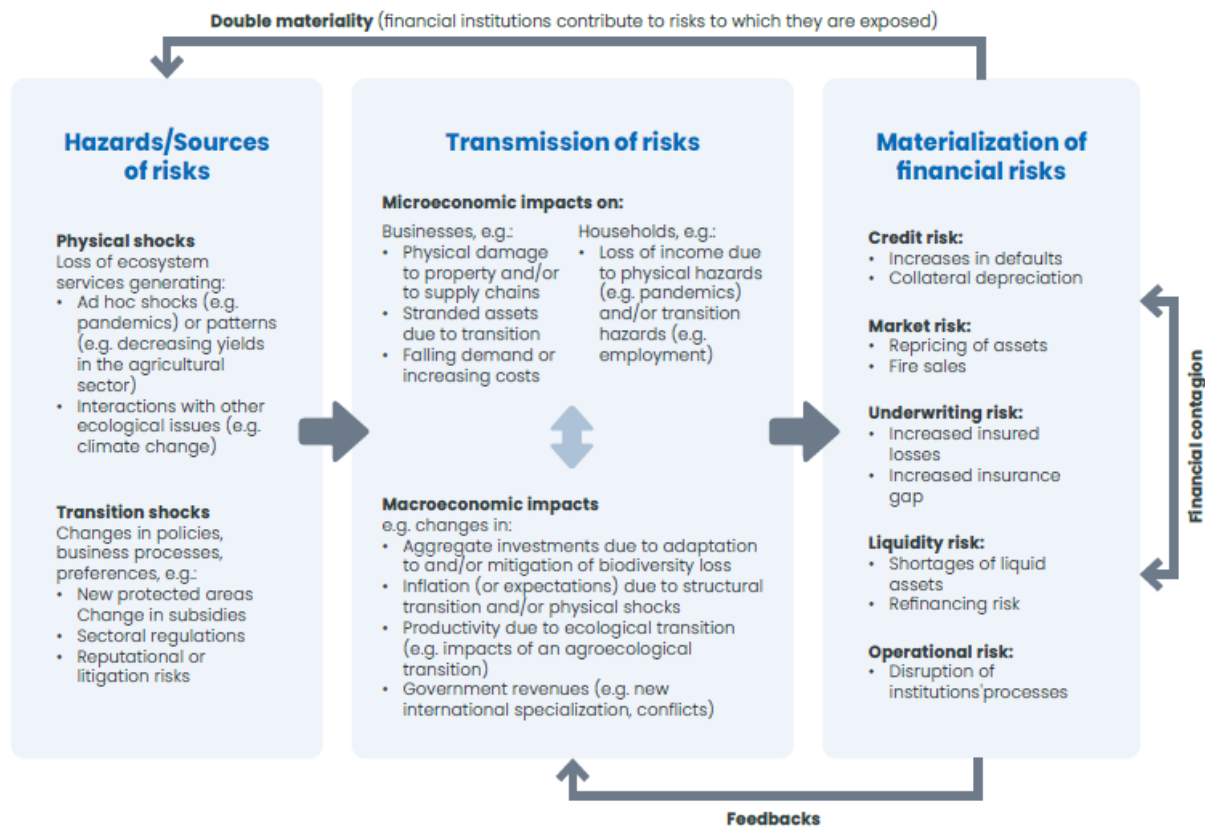 Double materiality (financial institutions contribute to risks to which they are exposed)
Hazards/Sources
of risks
Physical shocks
Loss of ecosystem
services generating:
• Ad hoc shocks (e.g.
pandemics) or patterns
(e.g. decreasing yields
in the agricultural
sector)
• Interactions with other
ecological issues (e.g.
climate change)
Transition shocks
Changes in policies,
business processes,
preferences, e.g.:
• New protected areas
Change in subsidies
• Sectoral regulations
• Reputational or
litigation risks
Transmission of risks
Microeconomic impacts on:
Businesses, e.g.:
• Physical damage
to property and/or
to supply chains
• Stranded assets
due to transition
• Falling demand or
increasing costs
Households, e.g.:
• Loss of income due
to physical hazards
(e.g. pandemics)
and/or transition
hazards (e.g.
employment)
Macroeconomic impacts
e.g. changes in:
• Aggregate investments due to adaptation
to and/or mitigation of biodiversity loss
• Inflation (or expectations) due to structural
transition and/or physical shocks
• Productivity due to ecological transition
(e.g. impacts of an agroecological
transition)
• Government revenues (e.g. new
international specialization, conflicts)
Materialization of
financial risks
Credit risk:
• Increases in defaults
• Collateral depreciation
Market risk:
• Repricing of assets
• Fire sales
Underwriting risk:
• Increased insured
losses
• Increased insurance
gap
Liquidity risk:
• Shortages of liquid
assets
• Refinancing risk
Operational risk:
• Disruption of
institutions'processes
Financial contagion
Feedbacks